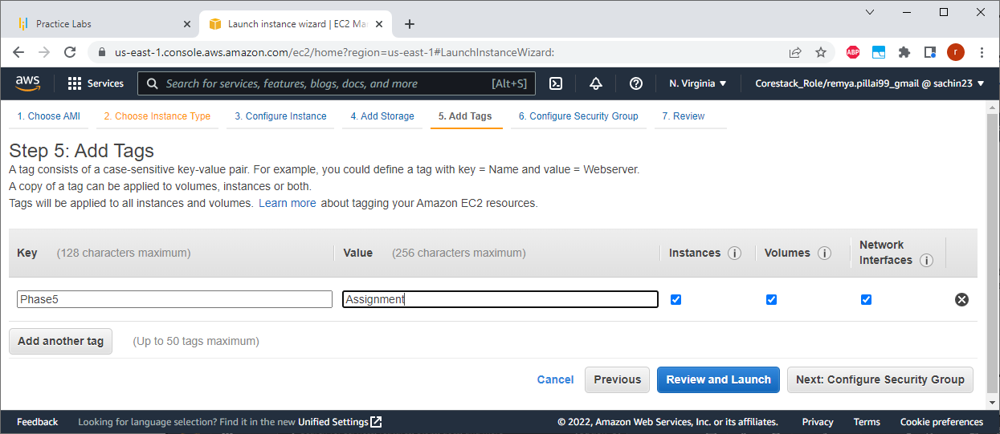 Practice Labs
Launch instance wizard | EC2 Ma
us-east-1.console.aws.amazon.com/ec2/home?region=us-east-1#LaunchInstanceWizard:
ABP
r
aws
Services
Search for services, features, blogs, docs, and more [Alt+S]
N. Virginia
Corestack_Role/remya.pillai99_gmail @ sachin23
1. Choose AMI 2. Choose Instance Type 3. Configure Instance 4. Add Storage 5. Add Tags 6. Configure Security Group 7. Review
Step 5: Add Tags
A tag consists of a case-sensitive key-value pair. For example, you could define a tag with key = Name and value = Webserver.
A copy of a tag can be applied to volumes, instances or both.
Tags will be applied to all instances and volumes. Learn more about tagging your Amazon EC2 resources.
Key (128 characters maximum) Value (256 characters maximum) Instances Volumes Network
Interfaces
Phase5 Assignment
Add another tag (Up to 50 tags maximum)
Cancel Previous Review and Launch Next: Configure Security Group
Feedback Looking for language selection? Find it in the new Unified Settings © 2022, Amazon Web Services, Inc. or its affiliates. Privacy Terms Cookie preferences